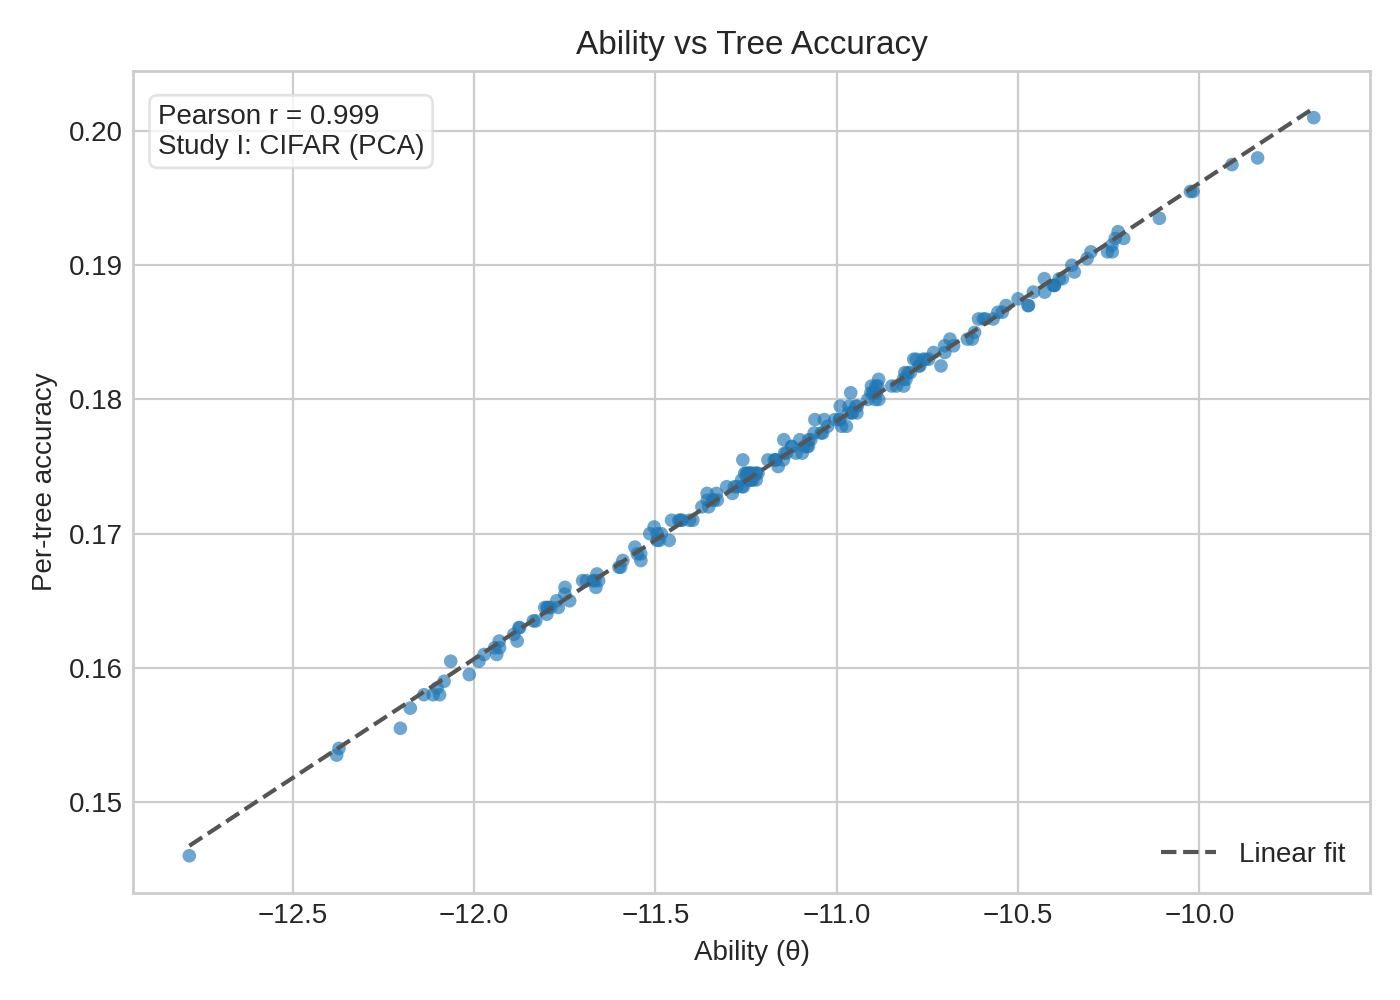 Ability vs Tree Accuracy
Pearson r = 0.999
Study I: CIFAR (PCA)
0.20
0.19
0.18
0.17
0.16
0.15
Per-tree accuracy
Linear fit
−12.5
−12.0
−11.5
−11.0
−10.5
−10.0
Ability (θ)